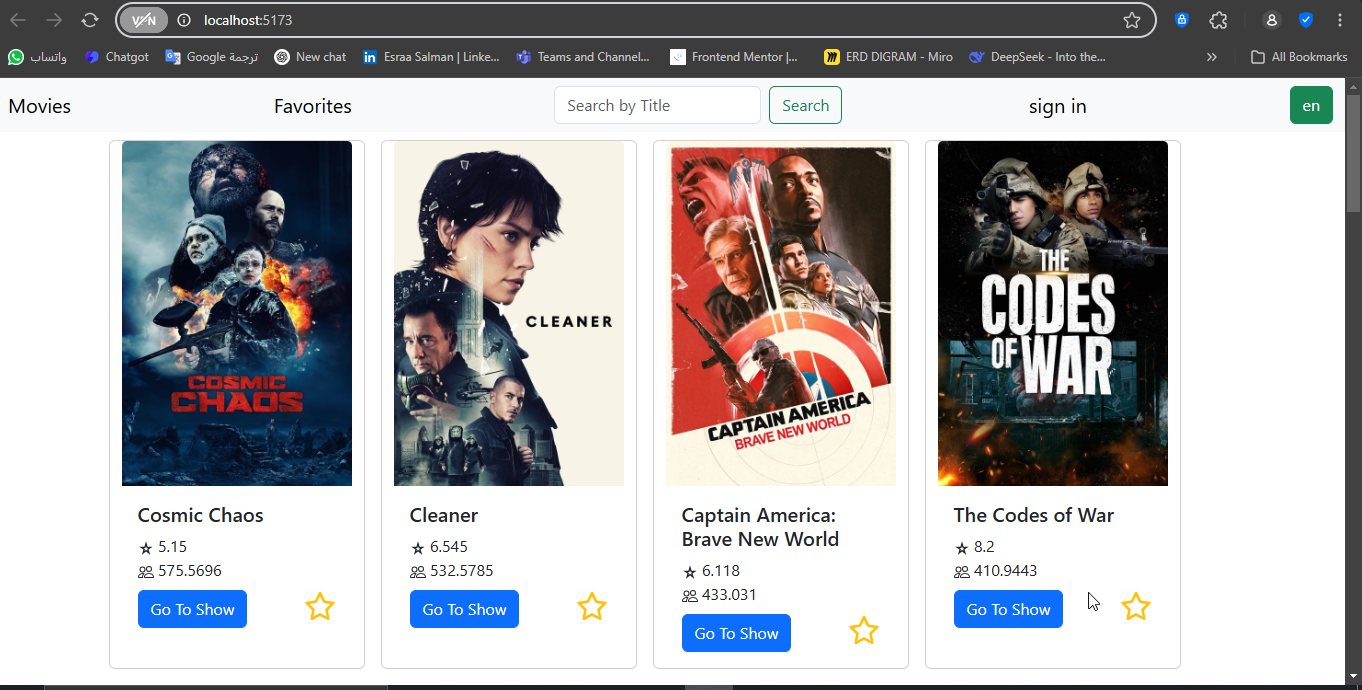 VPN localhost:5173
واتساب Chatgot Google ترجمة New chat Esraa Salman | Linke... Teams and Channel... Frontend Mentor |... ERD DIGRAM - Miro DeepSeek - Into the... » All Bookmarks
Movies Favorites Search by Title Search sign in en
COSMIC
CHAOS
CLEANER
CAPTAIN AMERICA
BRAVE NEW WORLD
THE
CODES
OF WAR
Cosmic Chaos
5.15
575.5696
Go To Show
Cleaner
6.545
532.5785
Go To Show
Captain America:
Brave New World
6.118
433.031
Go To Show
The Codes of War
8.2
410.9443
Go To Show